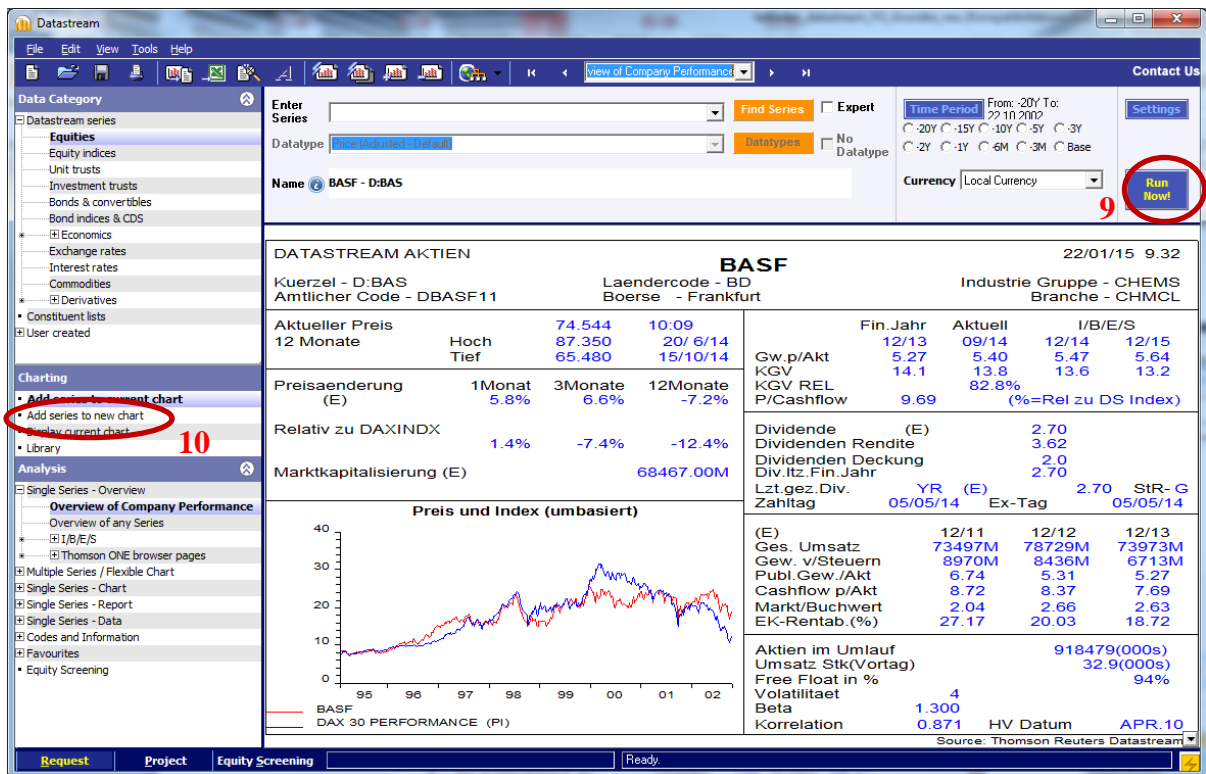 Datastream
File Edit View Tools Help
view of Company Performance
Contact Us
Data Category
Datastream series
Equities
Equity indices
Unit trusts
Investment trusts
Bonds & convertibles
Bond indices & CDS
Economics
Exchange rates
Interest rates
Commodities
Derivatives
Constituent lists
User created
Charting
Add series to current chart
Add series to new chart
Display current chart
Library
10
Analysis
Single Series - Overview
Overview of Company Performance
Overview of any Series
I/B/E/S
Thomson ONE browser pages
Multiple Series / Flexible Chart
Single Series - Chart
Single Series - Report
Single Series - Data
Codes and Information
Favourites
Equity Screening
Enter Series
Find Series Expert
Datatype Price (Adjusted - Default) Datatypes No Datatype
Name BASF - D:BAS
Time Period From: -20Y To: 22.10.2002
-20Y -15Y -10Y -5Y -3Y
-2Y -1Y -6M -3M Base
Currency Local Currency
Settings
Run Now!
9
DATASTREAM AKTIEN BASF 22/01/15 9.32
Kuerzel - D:BAS Laendercode - BD Industrie Gruppe - CHEMS
Amtlicher Code - DBASF11 Boerse - Frankfurt Branche - CHMCL
Aktueller Preis 74.544 10:09
12 Monate Hoch 87.350 20/ 6/14
Tief 65.480 15/10/14
Preisaenderung 1Monat 3Monate 12Monate
(E) 5.8% 6.6% -7.2%
Relativ zu DAXINDX
1.4% -7.4% -12.4%
Marktkapitalisierung (E) 68467.00M
Preis und Index (umbasiert)
40
30
20
10
0
95 96 97 98 99 00 01 02
BASF
DAX 30 PERFORMANCE (PI)
Fin.Jahr Aktuell I/B/E/S
12/13 09/14 12/14 12/15
Gw.p/Akt 5.27 5.40 5.47 5.64
KGV 14.1 13.8 13.6 13.2
KGV REL 82.8%
P/Cashflow 9.69 (%=Rel zu DS Index)
Dividende (E) 2.70
Dividenden Rendite 3.62
Dividenden Deckung 2.0
Div.ltz.Fin.Jahr 2.70
Lzt.gez.Div. YR (E) 2.70 StR- G
Zahltag 05/05/14 Ex-Tag 05/05/14
(E) 12/11 12/12 12/13
Ges. Umsatz 73497M 78729M 73973M
Gew. v/Steuern 8970M 8436M 6713M
Publ.Gew./Akt 6.74 5.31 5.27
Cashflow p/Akt 8.72 8.37 7.69
Markt/Buchwert 2.04 2.66 2.63
EK-Rentab.(%) 27.17 20.03 18.72
Aktien im Umlauf 918479(000s)
Umsatz Stk(Vortag) 32.9(000s)
Free Float in % 94%
Volatilitaet 4
Beta 1.300
Korrelation 0.871 HV Datum APR.10
Source: Thomson Reuters Datastream
Request Project Equity Screening Ready.